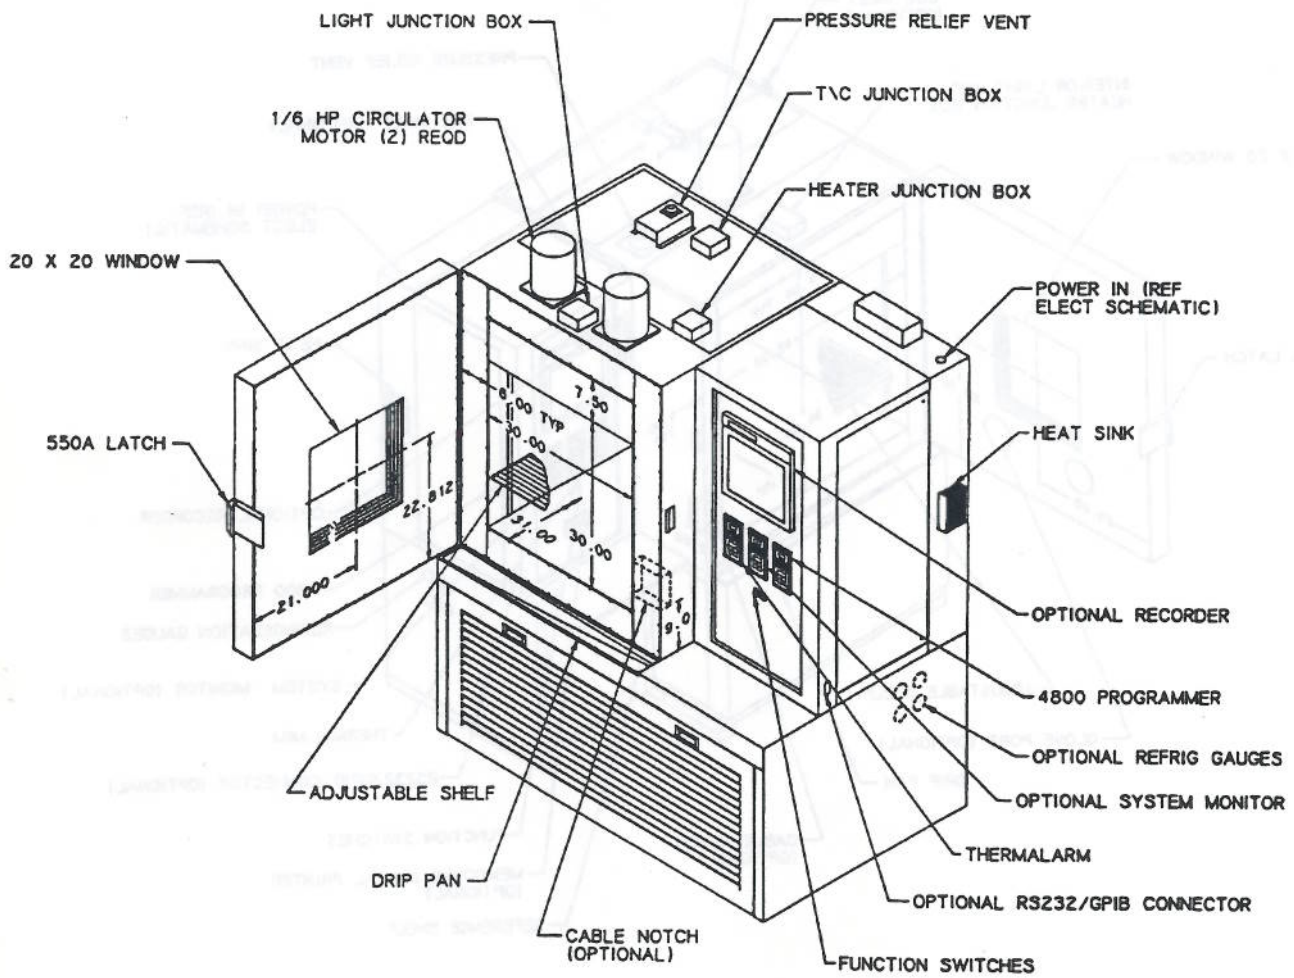 LIGHT JUNCTION BOX
PRESSURE RELIEF VENT
T\C JUNCTION BOX
1/6 HP CIRCULATOR
MOTOR (2) REQD
HEATER JUNCTION BOX
20 X 20 WINDOW
POWER IN (REF
ELECT SCHEMATIC)
550A LATCH
HEAT SINK
6.00 TYP
7.50
30.00
22.812
31.00
30.00
21.000
OPTIONAL RECORDER
4800 PROGRAMMER
OPTIONAL REFRIG GAUGES
ADJUSTABLE SHELF
OPTIONAL SYSTEM MONITOR
THERMALARM
DRIP PAN
OPTIONAL RS232/GPIB CONNECTOR
CABLE NOTCH
(OPTIONAL)
FUNCTION SWITCHES